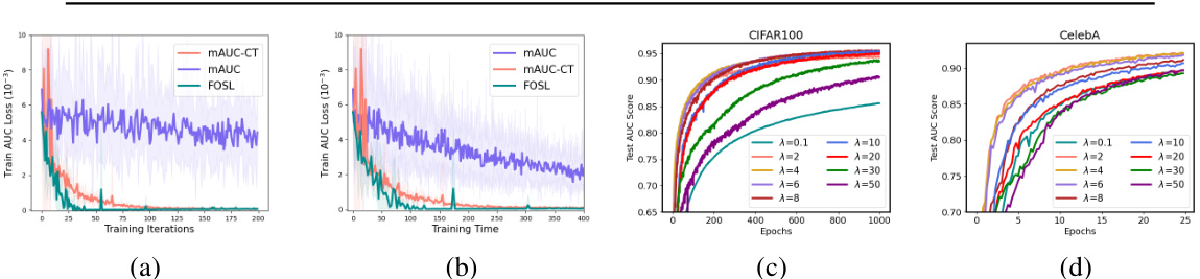 CIFAR100
CelebA
Train AUC Loss (10⁻³)
10
8
6
4
2
0
mAUC-CT
mAUC
FOSL
0 25 50 75 100 125 150 175 200
Training Iterations
(a)
Train AUC Loss (10⁻³)
10
8
6
4
2
0
mAUC
mAUC-CT
FOSL
0 50 100 150 200 250 300 350 400
Training Time
(b)
Test AUC Score
0.95
0.90
0.85
0.80
0.75
0.70
0.65
λ=0.1 λ=10
λ=2 λ=20
λ=4 λ=30
λ=6 λ=50
λ=8
0 200 400 600 800 1000
Epochs
(c)
Test AUC Score
0.90
0.85
0.80
0.75
0.70
λ=0.1 λ=10
λ=2 λ=20
λ=4 λ=30
λ=6 λ=50
λ=8
0 5 10 15 20 25
Epochs
(d)